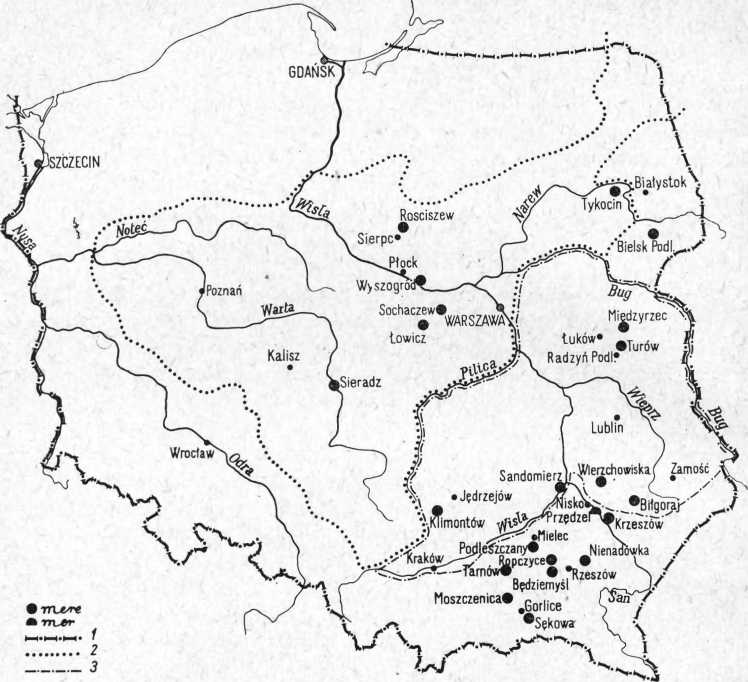 GDAŃSK
SZCZECIN
Białystok
Tykocin
Narew
Wisła
Rosciszew
Sierpc
Bielsk Podl.
Noteć
Nysa
Płock
Wyszogród
Bug
Poznań
Sochaczew
WARSZAWA
Międzyrzec
Warta
Łowicz
Łuków
Turów
Radzyń Podl.
Kalisz
Pilica
Sieradz
Wieprz
Bug
Lublin
Wrocław
Odra
Sandomierz
Wierzchowiska
Zamość
Jędrzejów
Nisko
Biłgoraj
Klimontów
Wisła
Przędzel
Krzeszów
Mielec
Podleszczany
Nienadówka
Kraków
Ropczyce
Tarnów
Rzeszów
Będziemyśl
San
Moszczenica
Gorlice
Sękowa
mere
mor
1
2
3